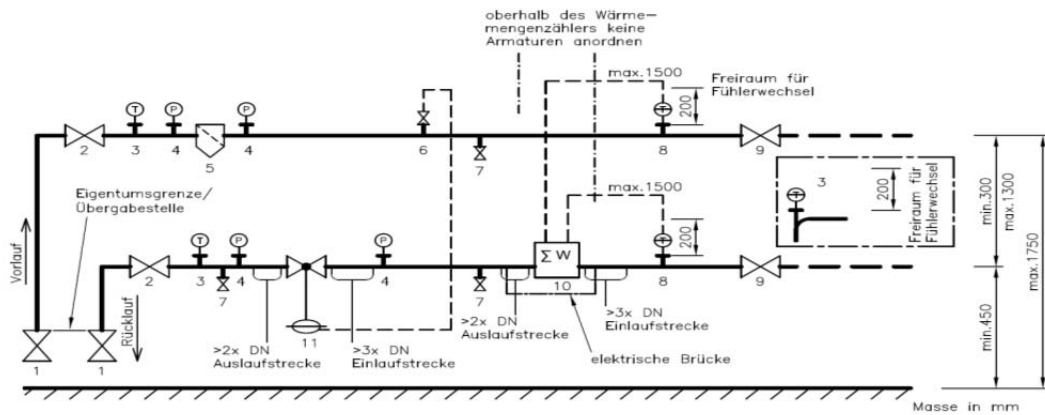 oberhalb des Wärme-
mengenzählers keine
Armaturen anordnen
max.1500
Freiraum für
Fühlerwechsel
200
T
P
P
T
2
3
4
5
4
6
7
8
9
Eigentumsgrenze/
Übergabestelle
max.1500
3
T
200
Freiraum für
Fühlerwechsel
min.300
max.1300
max.1750
Vorlauf
T
P
P
Σ W
T
200
2
3
7
4
4
7
10
8
9
Rücklauf
>2x DN
Auslaufstrecke
11
>3x DN
Einlaufstrecke
>2x DN
Auslaufstrecke
>3x DN
Einlaufstrecke
elektrische Brücke
min.450
1
1
Masse in mm